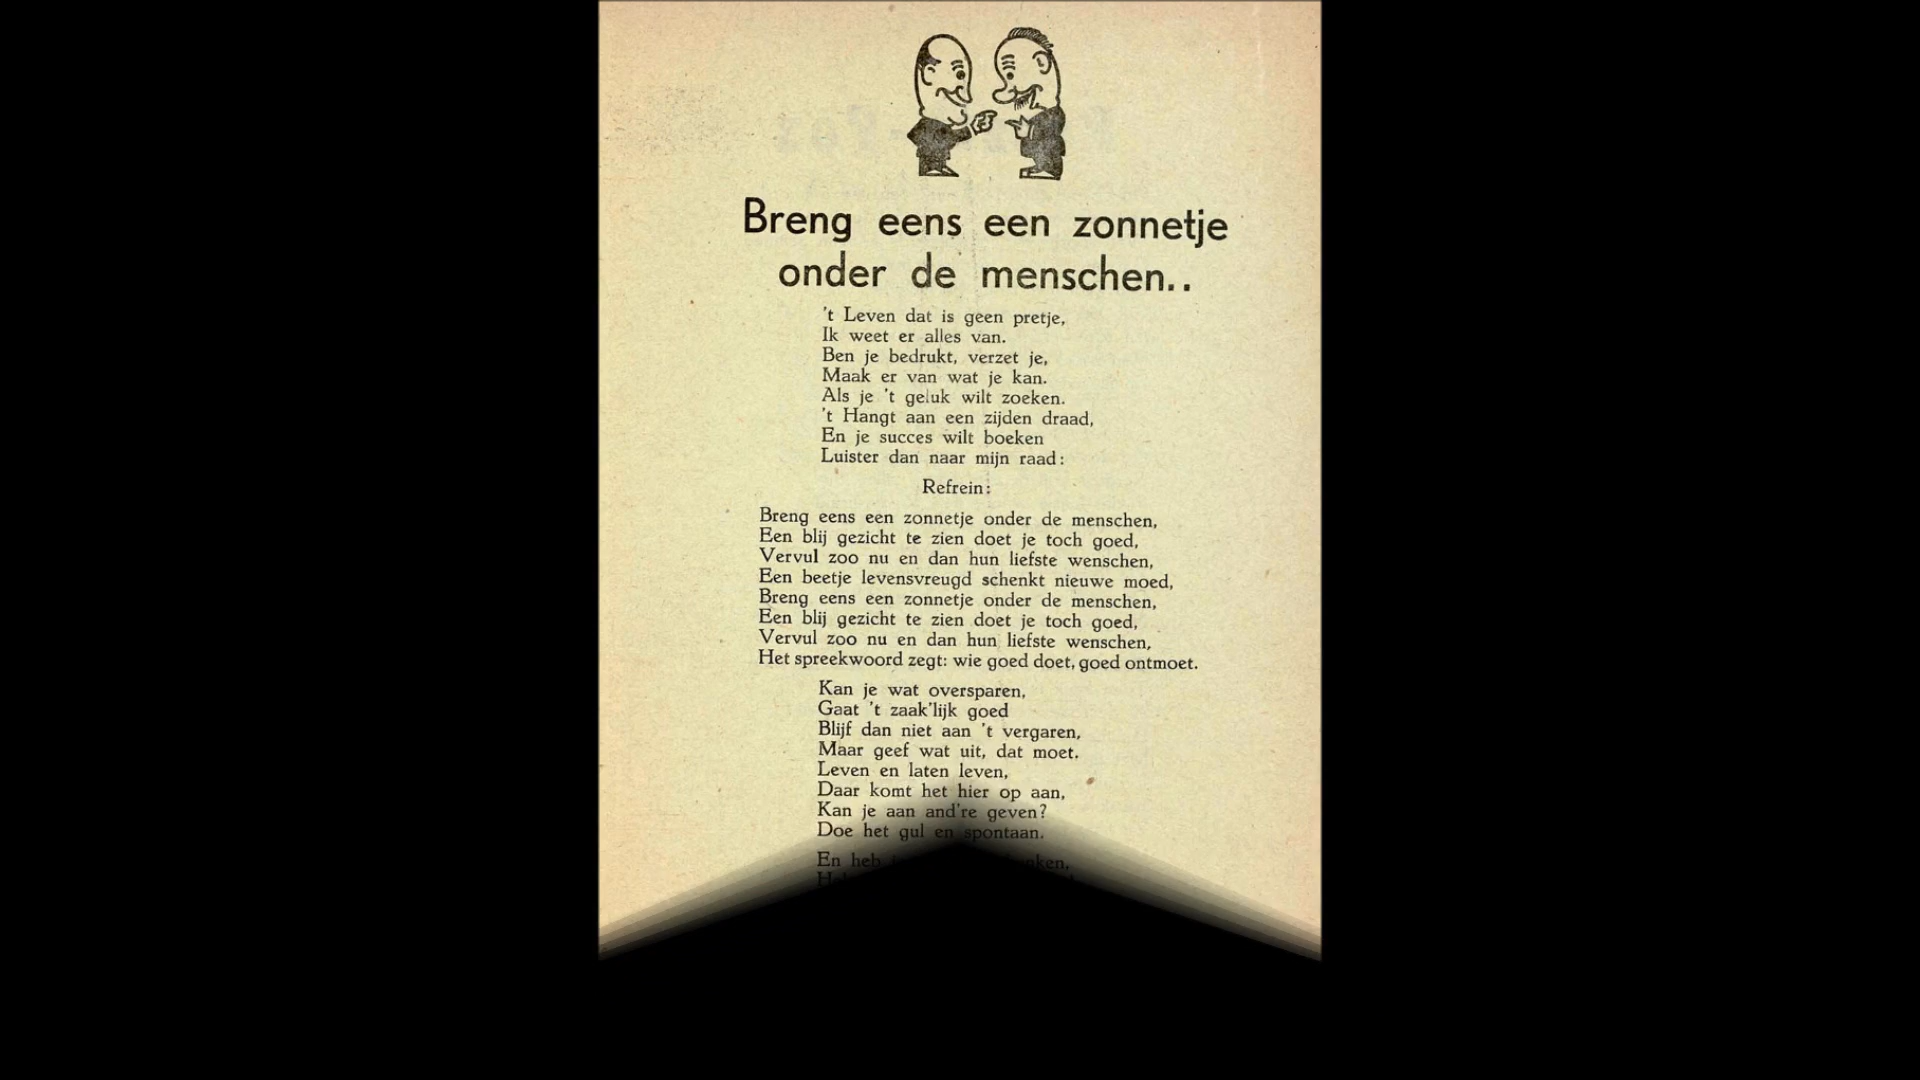 Breng eens een zonnetje
onder de menschen..
't Leven dat is geen pretje,
Ik weet er alles van.
Ben je bedrukt, verzet je,
Maak er van wat je kan.
Als je 't geluk wilt zoeken.
't Hangt aan een zijden draad,
En je succes wilt boeken
Luister dan naar mijn raad:
Refrein:
Breng eens een zonnetje onder de menschen,
Een blij gezicht te zien doet je toch goed,
Vervul zoo nu en dan hun liefste wenschen,
Een beetje levensvreugd schenkt nieuwe moed,
Breng eens een zonnetje onder de menschen,
Een blij gezicht te zien doet je toch goed,
Vervul zoo nu en dan hun liefste wenschen,
Het spreekwoord zegt: wie goed doet, goed ontmoet.
Kan je wat oversparen,
Gaat 't zaak'lijk goed
Blijf dan niet aan 't vergaren,
Maar geef wat uit, dat moet.
Leven en laten leven,
Daar komt het hier op aan,
Kan je aan and're geven?
Doe het gul en spontaan.
En heb